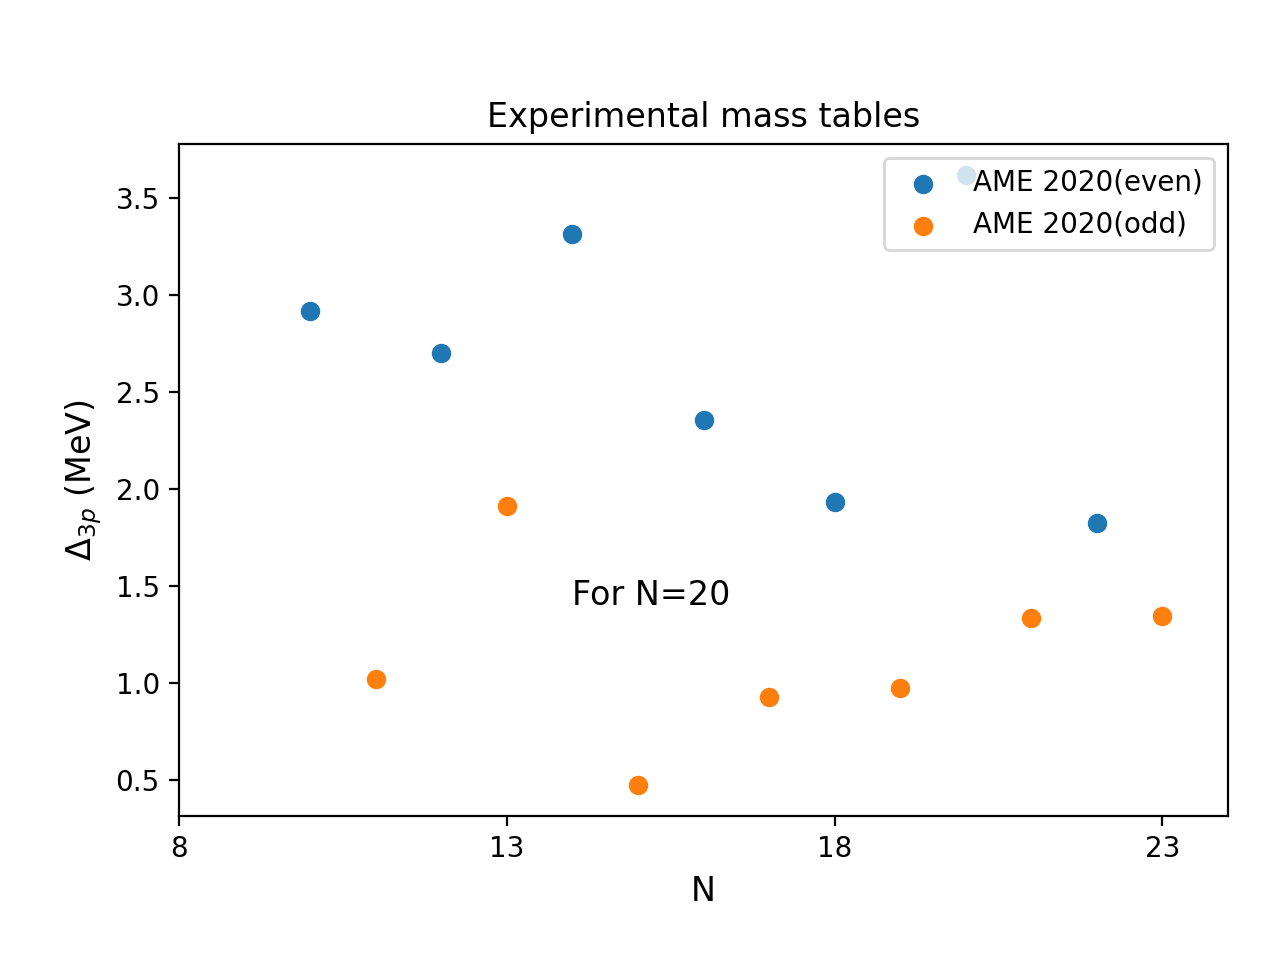 Experimental mass tables
AME 2020(even)
AME 2020(odd)
3.5
3.0
2.5
2.0
1.5
1.0
0.5
Δ3p (MeV)
For N=20
8 13 18 23
N